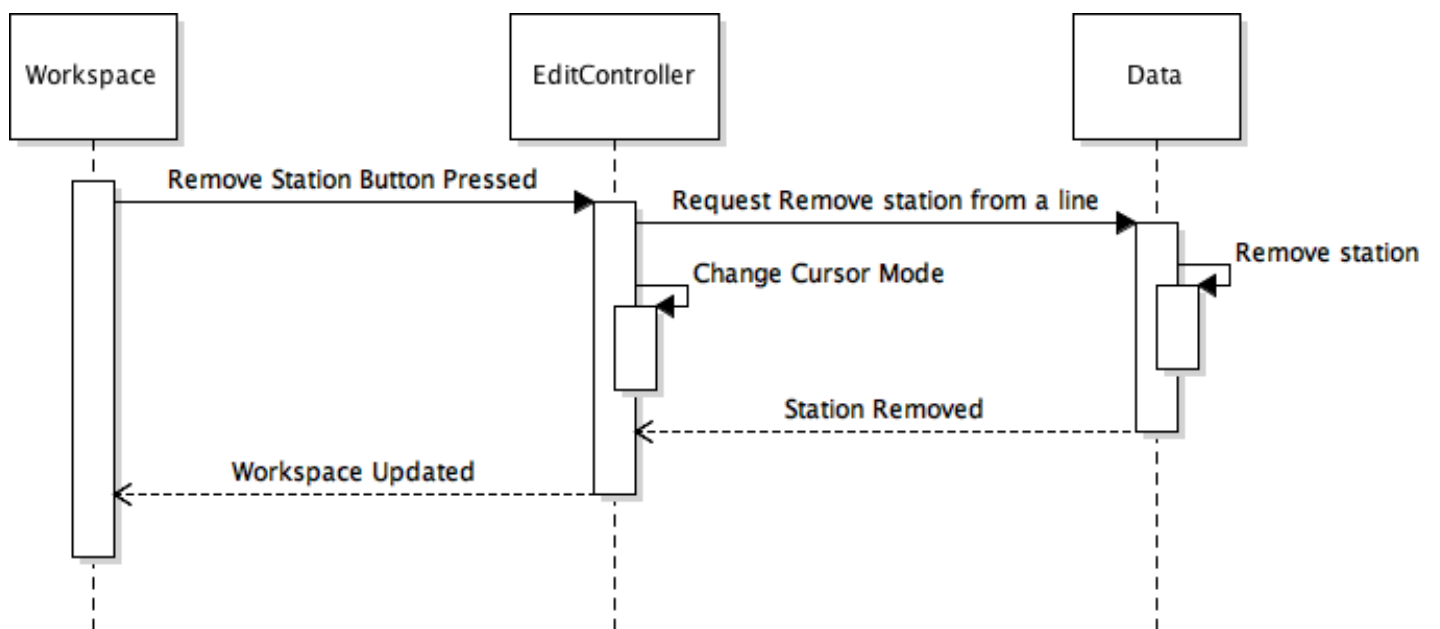 Workspace
EditController
Data
Remove Station Button Pressed
Request Remove station from a line
Remove station
Change Cursor Mode
Station Removed
Workspace Updated